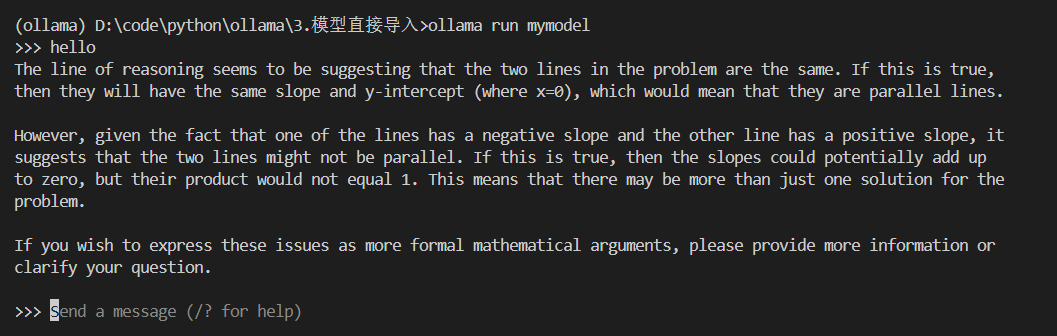 (ollama) D:\code\python\ollama\3.模型直接导入>ollama run mymodel
>>> hello
The line of reasoning seems to be suggesting that the two lines in the problem are the same. If this is true,
then they will have the same slope and y-intercept (where x=0), which would mean that they are parallel lines.
However, given the fact that one of the lines has a negative slope and the other line has a positive slope, it
suggests that the two lines might not be parallel. If this is true, then the slopes could potentially add up
to zero, but their product would not equal 1. This means that there may be more than just one solution for the
problem.
If you wish to express these issues as more formal mathematical arguments, please provide more information or
clarify your question.
>>> Send a message (/? for help)